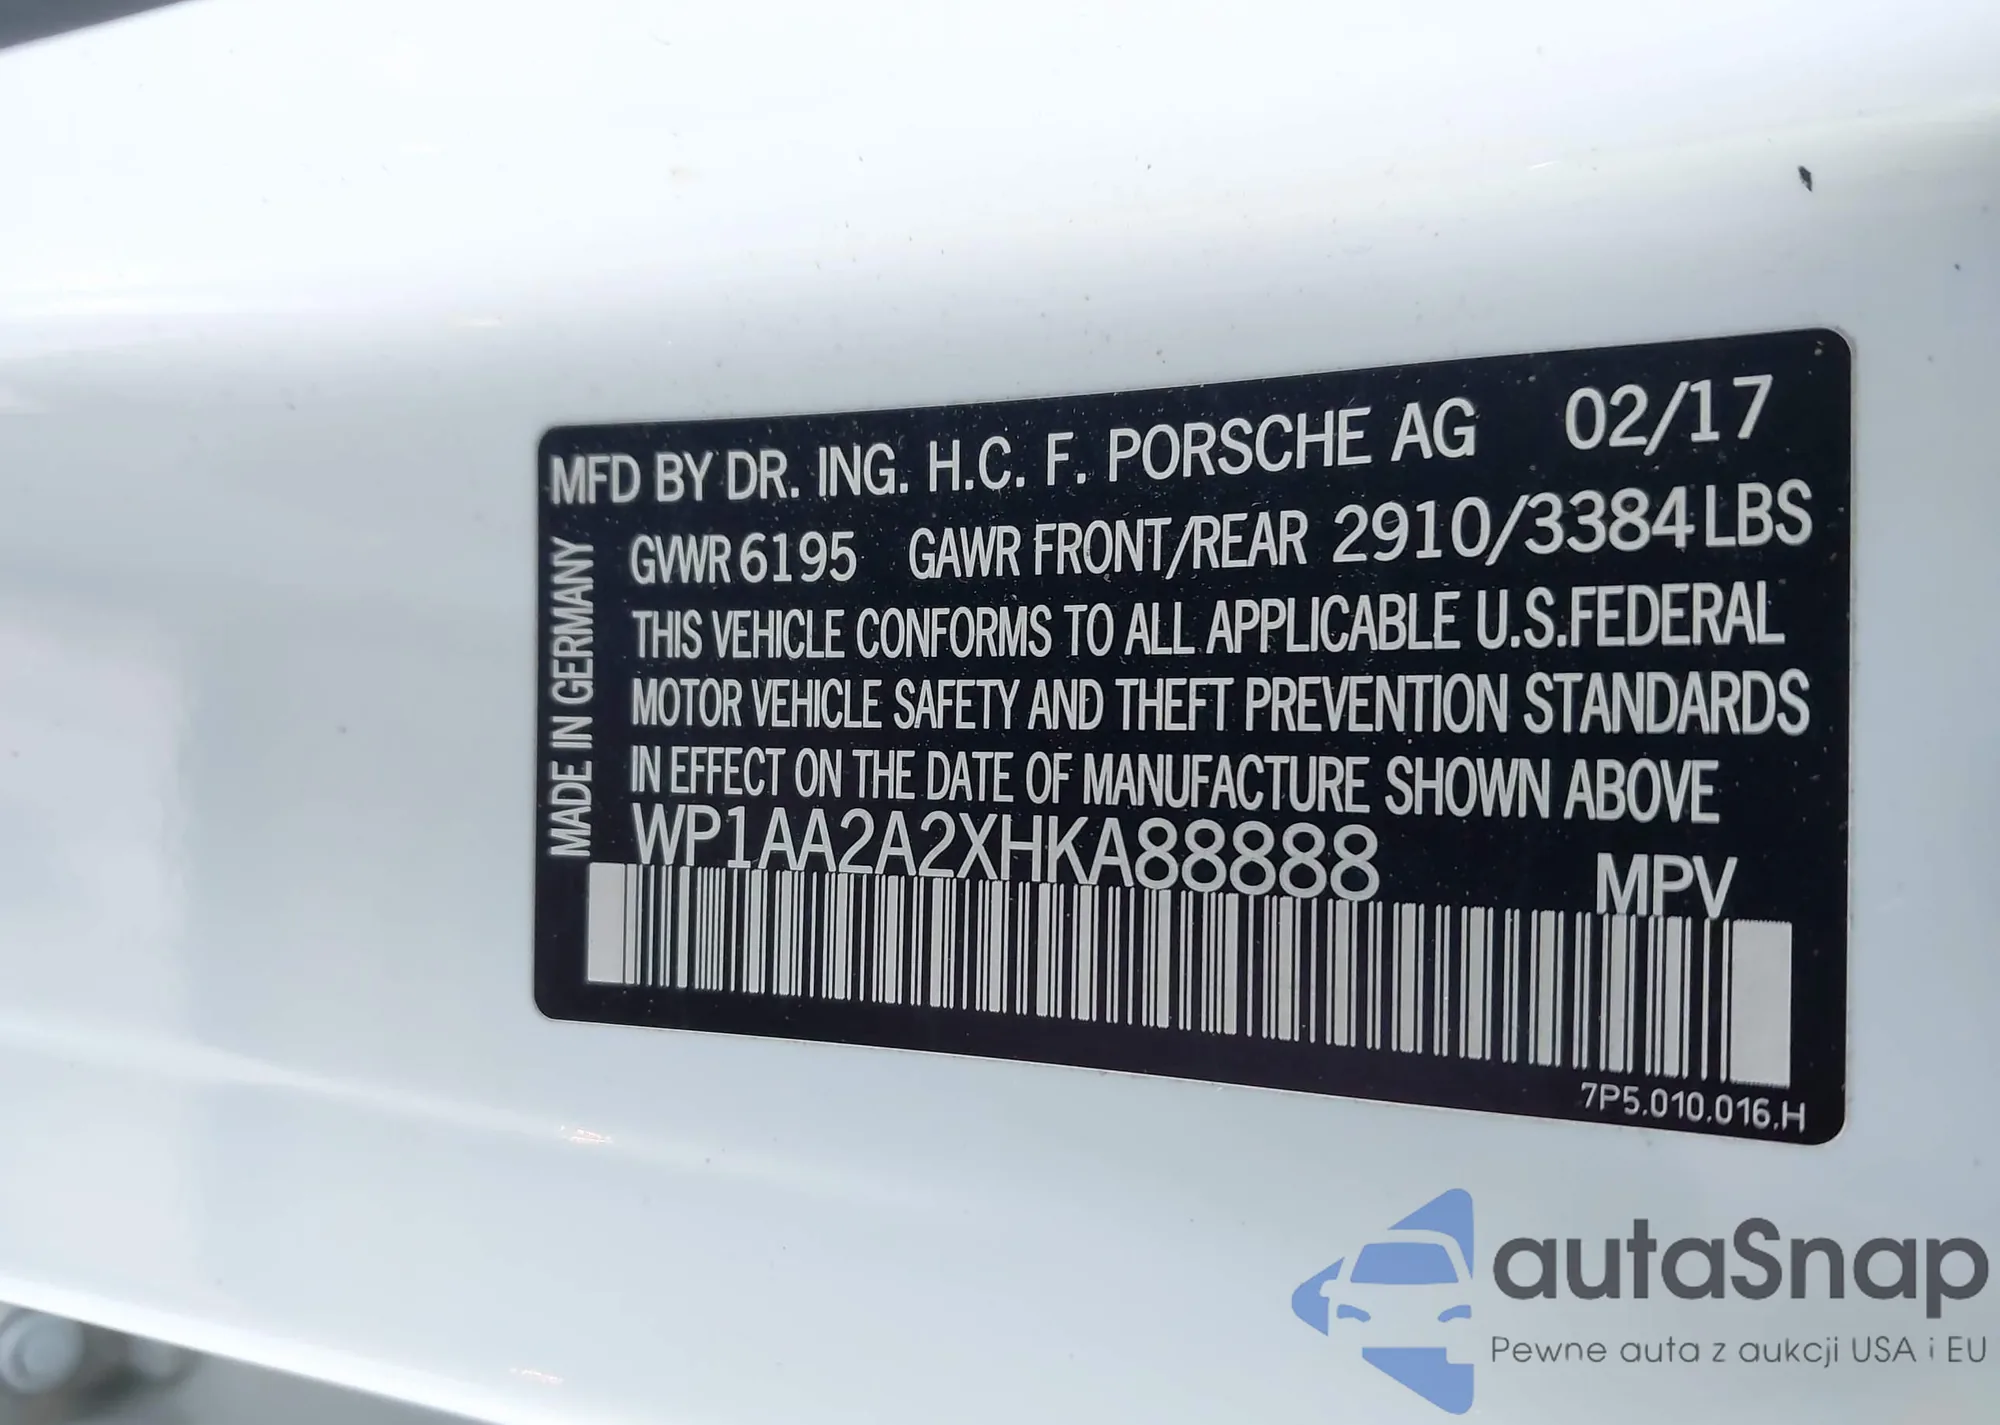 MFD BY DR. ING. H.C. F. PORSCHE AG 02/17
GVWR 6195 GAWR FRONT/REAR 2910/3384 LBS
THIS VEHICLE CONFORMS TO ALL APPLICABLE U.S.FEDERAL
MOTOR VEHICLE SAFETY AND THEFT PREVENTION STANDARDS
IN EFFECT ON THE DATE OF MANUFACTURE SHOWN ABOVE
WP1AA2A2XHKA88888 MPV
MADE IN GERMANY
7P5.010.016.H
autaSnap
Pewne auta z aukcji USA i EU